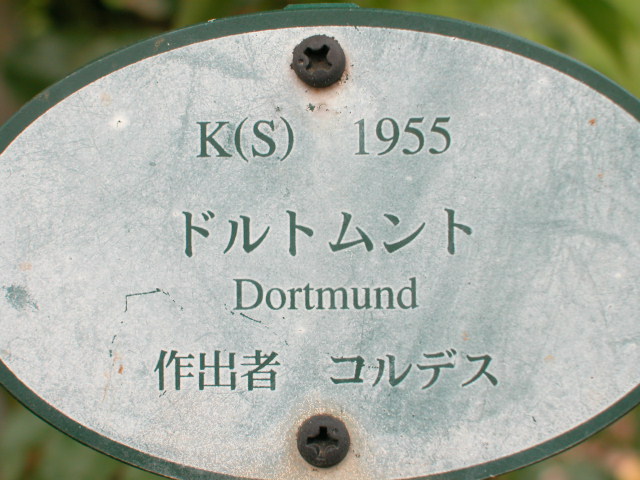 K(S) 1955
ドルトムント
Dortmund
作出者 コルデス